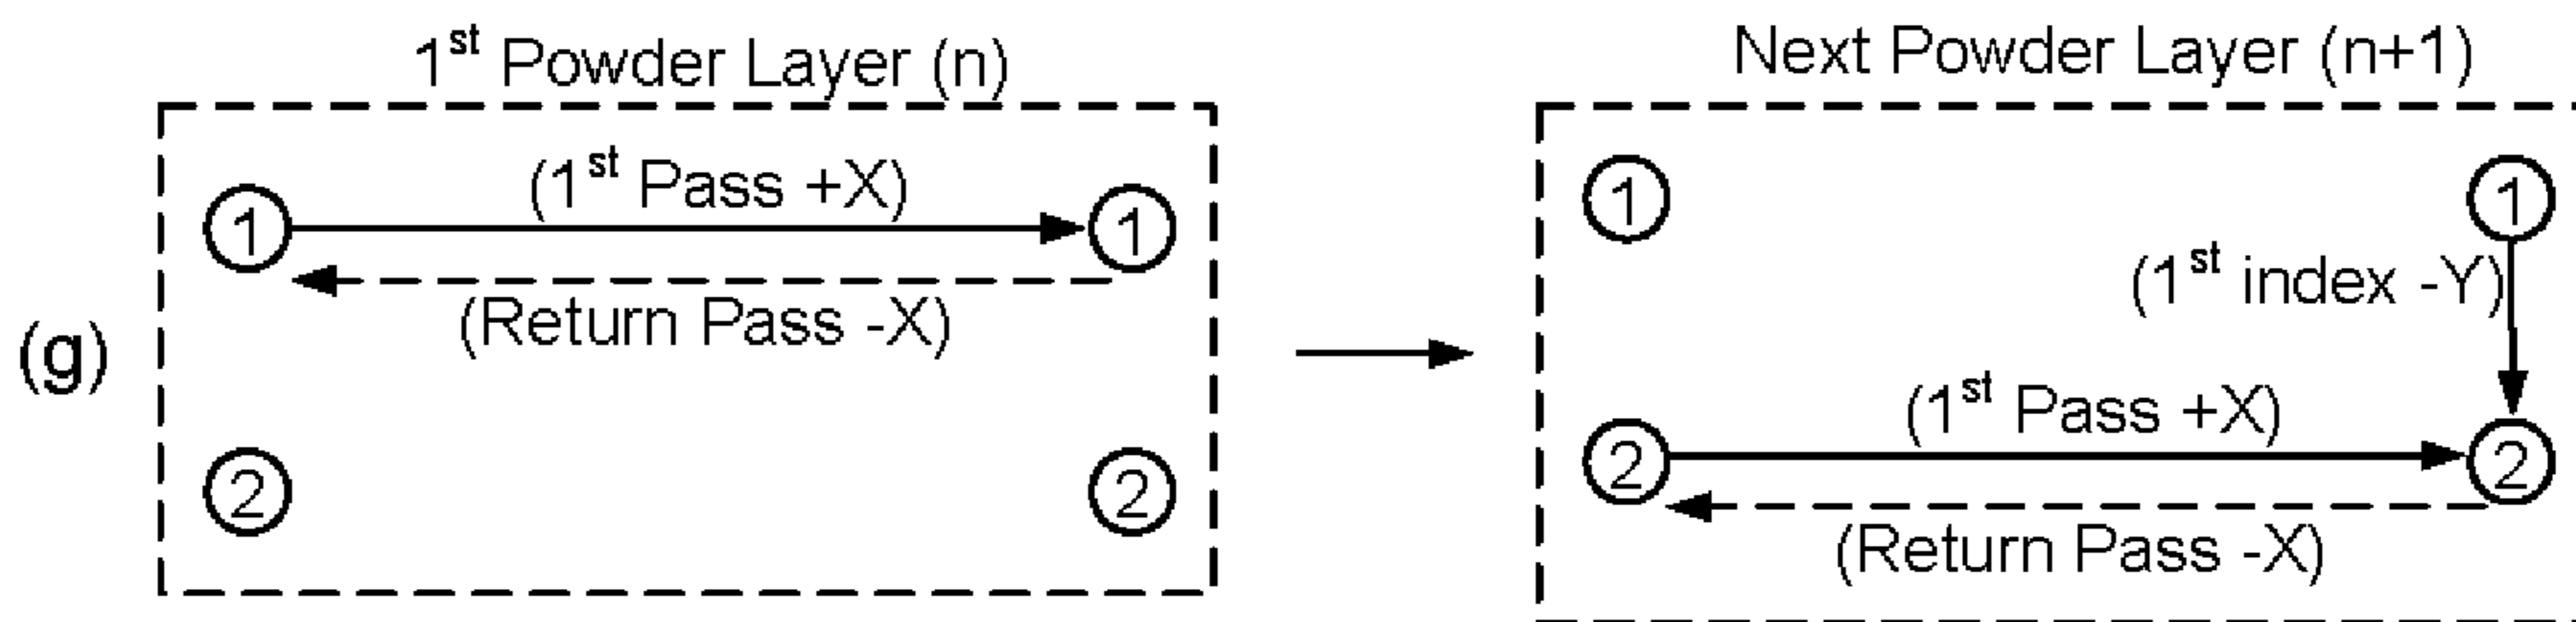 1st Powder Layer (n)
(1st Pass +X)
1 1
(Return Pass -X)
2 2
(g)
Next Powder Layer (n+1)
1 1
(1st index -Y)
(1st Pass +X)
2 2
(Return Pass -X)